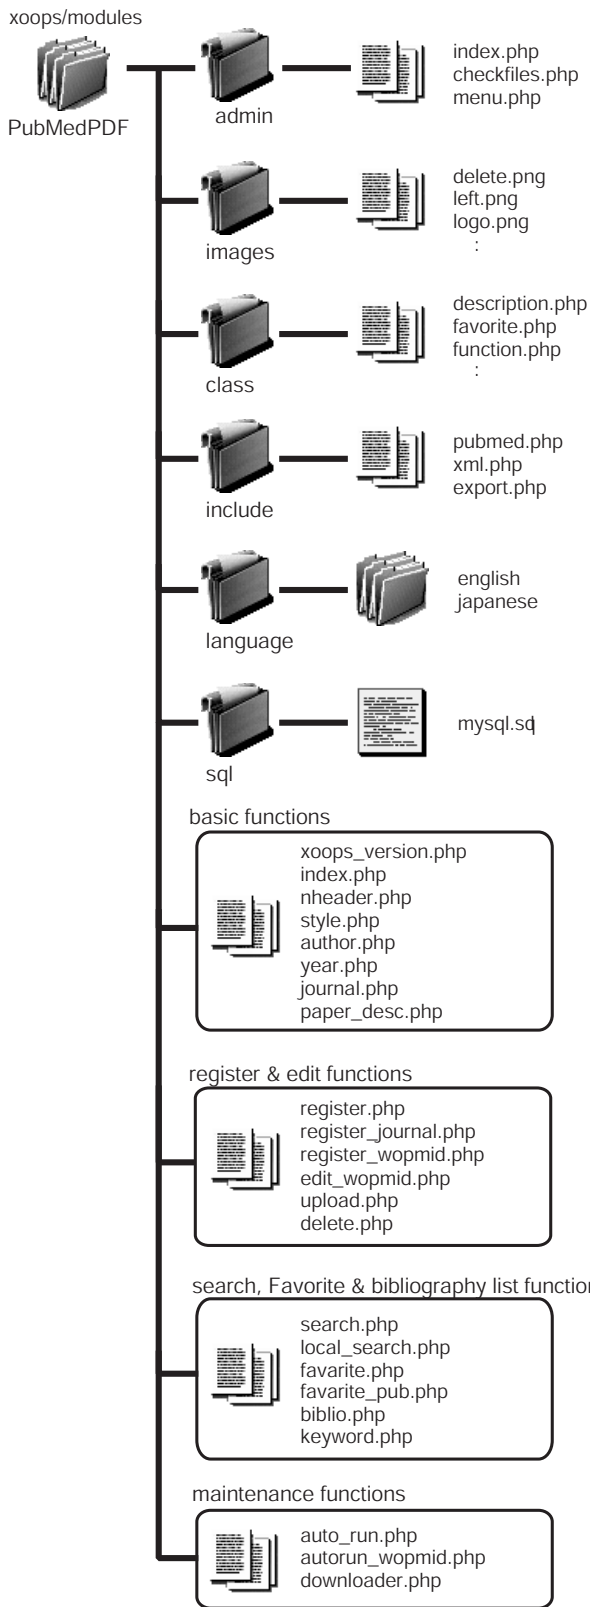 xoops/modules
PubMedPDF
admin
index.php
checkfiles.php
menu.php
images
delete.png
left.png
logo.png
:
class
description.php
favorite.php
function.php
:
include
pubmed.php
xml.php
export.php
language
english
japanese
sql
mysql.sql
basic functions
xoops_version.php
index.php
nheader.php
style.php
author.php
year.php
journal.php
paper_desc.php
register & edit functions
register.php
register_journal.php
register_wopmid.php
edit_wopmid.php
upload.php
delete.php
search, Favorite & bibliography list function
search.php
local_search.php
favarite.php
favarite_pub.php
biblio.php
keyword.php
maintenance functions
auto_run.php
autorun_wopmid.php
downloader.php